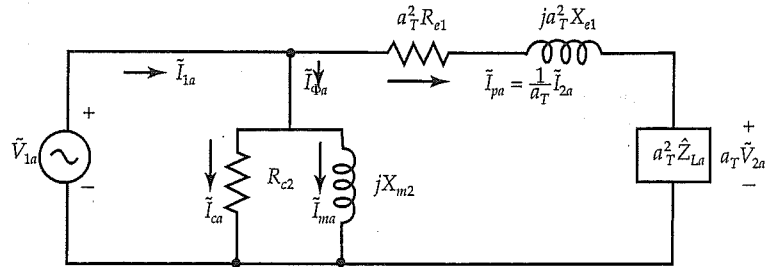 a_T^2 R_{e1}
ja_T^2 X_{e1}
Ĩ_{1a}
Ĩ_{Φa}
Ĩ_{pa} = \frac{1}{a_T} Ĩ_{2a}
+
Ṽ_{1a}
−
R_{c2}
jX_{m2}
Ĩ_{ca}
Ĩ_{ma}
a_T^2 Ẑ_{La}
+
a_T Ṽ_{2a}
−